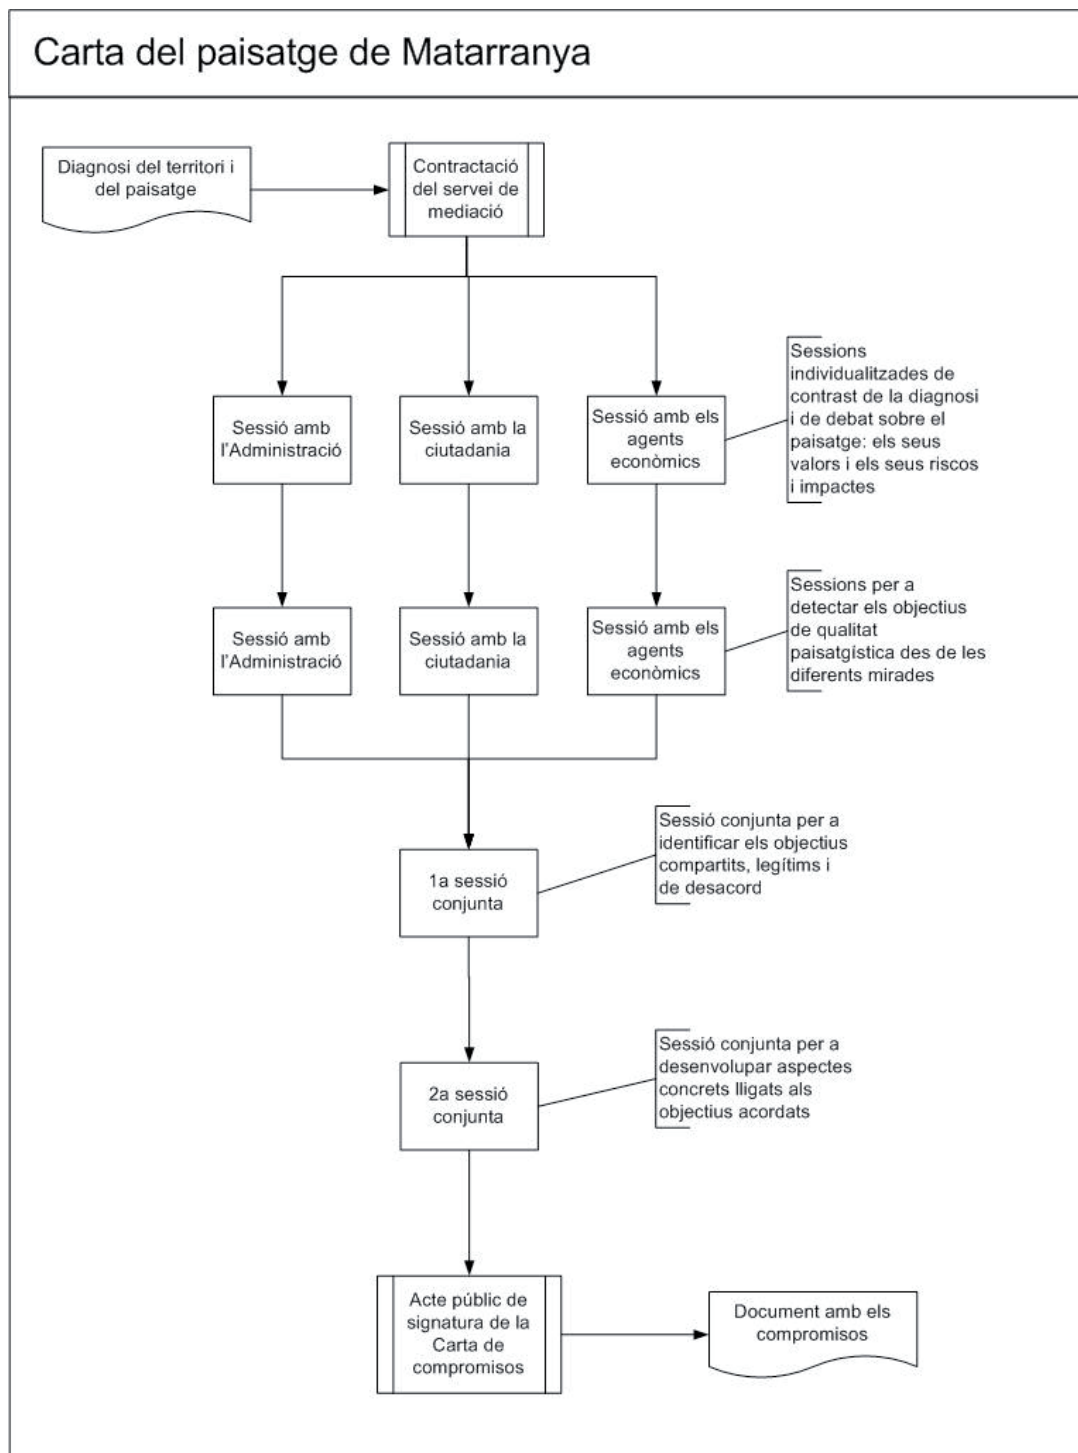 Carta del paisatge de Matarranya
Diagnosi del territori i
del paisatge
Contractació
del servei de
mediació
Sessió amb
l'Administració
Sessió amb la
ciutadania
Sessió amb els
agents
econòmics
Sessions
individualitzades de
contrast de la diagnosi
i de debat sobre el
paisatge: els seus
valors i els seus riscos
i impactes
Sessió amb
l'Administració
Sessió amb la
ciutadania
Sessió amb els
agents
econòmics
Sessions per a
detectar els objectius
de qualitat
paisatgística des de les
diferents mirades
1a sessió
conjunta
Sessió conjunta per a
identificar els objectius
compartits, legítims i
de desacord
2a sessió
conjunta
Sessió conjunta per a
desenvolupar aspectes
concrets lligats als
objectius acordats
Acte públic de
signatura de la
Carta de
compromisos
Document amb els
compromisos